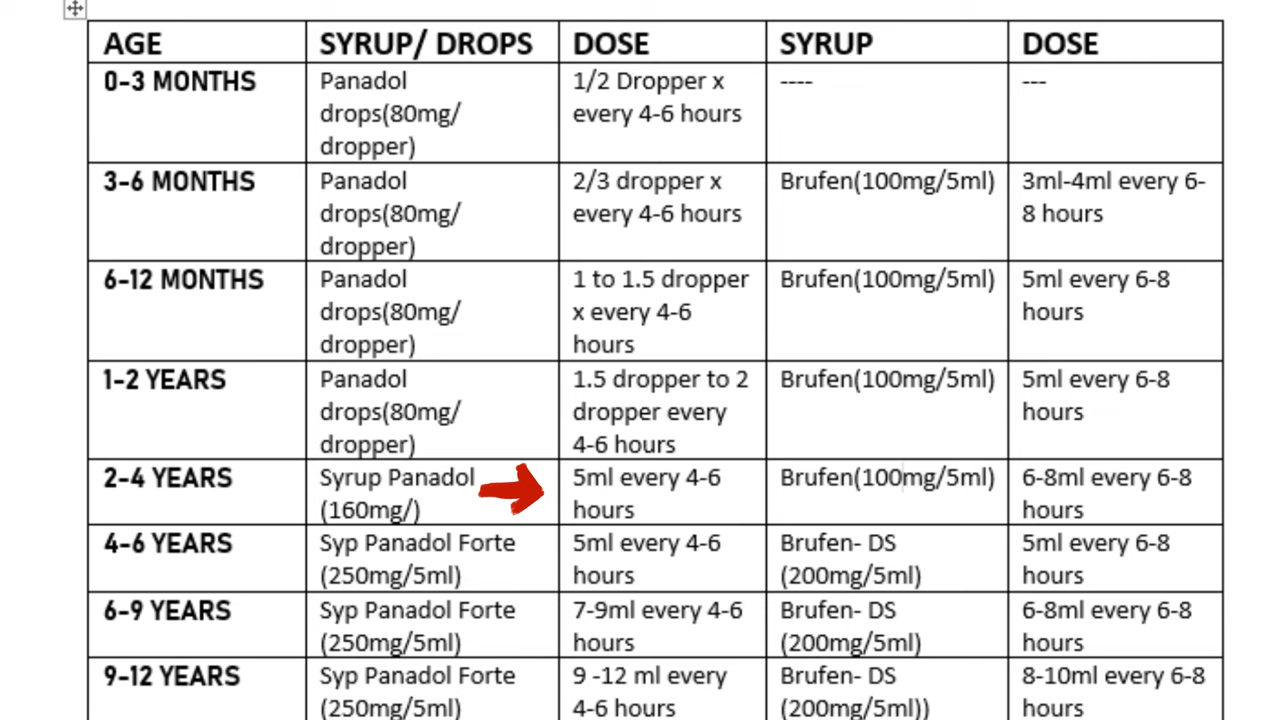 AGE
SYRUP/ DROPS
DOSE
SYRUP
DOSE
0-3 MONTHS
Panadol
drops(80mg/
dropper)
1/2 Dropper x
every 4-6 hours
----
---
3-6 MONTHS
Panadol
drops(80mg/
dropper)
2/3 dropper x
every 4-6 hours
Brufen(100mg/5ml)
3ml-4ml every 6-
8 hours
6-12 MONTHS
Panadol
drops(80mg/
dropper)
1 to 1.5 dropper
x every 4-6
hours
Brufen(100mg/5ml)
5ml every 6-8
hours
1-2 YEARS
Panadol
drops(80mg/
dropper)
1.5 dropper to 2
dropper every
4-6 hours
Brufen(100mg/5ml)
5ml every 6-8
hours
2-4 YEARS
Syrup Panadol
(160mg/)
5ml every 4-6
hours
Brufen(100mg/5ml)
6-8ml every 6-8
hours
4-6 YEARS
Syp Panadol Forte
(250mg/5ml)
5ml every 4-6
hours
Brufen- DS
(200mg/5ml)
5ml every 6-8
hours
6-9 YEARS
Syp Panadol Forte
(250mg/5ml)
7-9ml every 4-6
hours
Brufen- DS
(200mg/5ml)
6-8ml every 6-8
hours
9-12 YEARS
Syp Panadol Forte
(250mg/5ml)
9 -12 ml every
4-6 hours
Brufen- DS
(200mg/5ml))
8-10ml every 6-8
hours